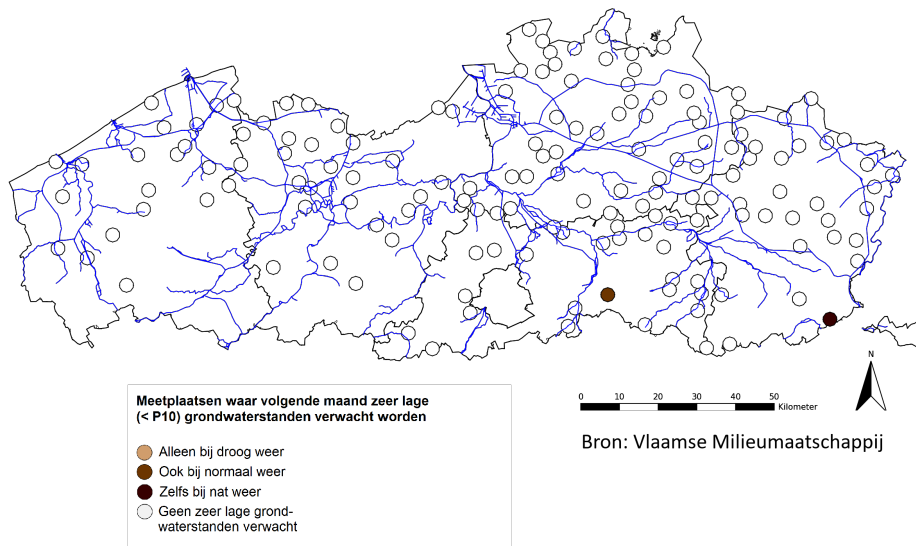 N
0 10 20 30 40 50
Kilometer
Bron: Vlaamse Milieumaatschappij
Meetplaatsen waar volgende maand zeer lage
(< P10) grondwaterstanden verwacht worden
Alleen bij droog weer
Ook bij normaal weer
Zelfs bij nat weer
Geen zeer lage grond-
waterstanden verwacht